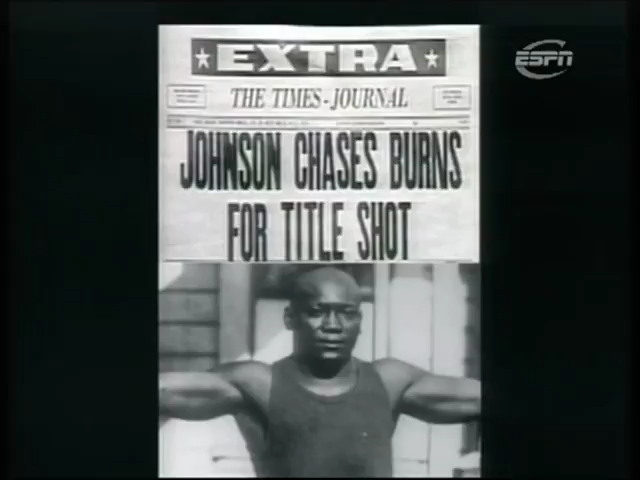 EXTRA
ESPN
THE TIMES-JOURNAL
JOHNSON CHASES BURNS
FOR TITLE SHOT